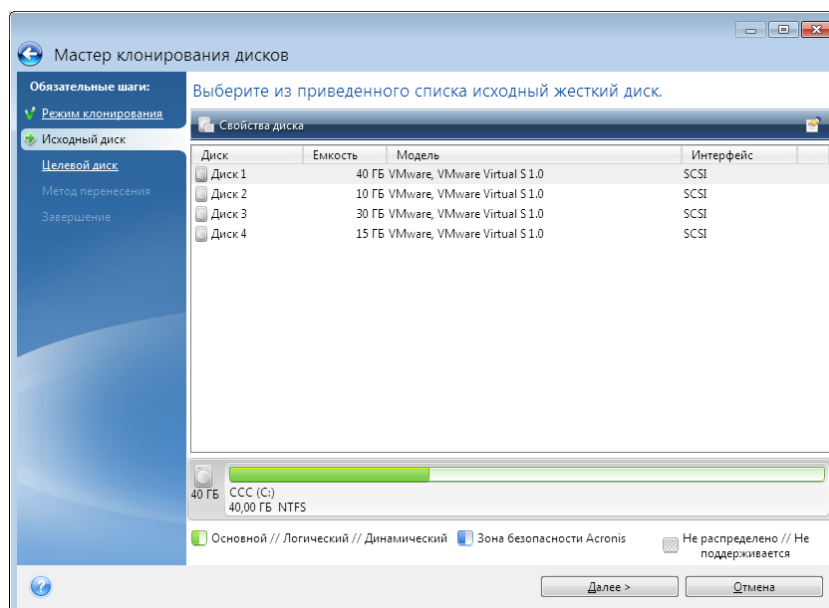 Мастер клонирования дисков
Обязательные шаги:
Режим клонирования
Исходный диск
Целевой диск
Метод перенесения
Завершение
Выберите из приведенного списка исходный жесткий диск.
Свойства диска
Диск Емкость Модель Интерфейс
Диск 1 40 ГБ VMware, VMware Virtual S 1.0 SCSI
Диск 2 10 ГБ VMware, VMware Virtual S 1.0 SCSI
Диск 3 30 ГБ VMware, VMware Virtual S 1.0 SCSI
Диск 4 15 ГБ VMware, VMware Virtual S 1.0 SCSI
40 ГБ
CCC (C:)
40,00 ГБ NTFS
Основной // Логический // Динамический
Зона безопасности Acronis
Не распределено // Не
поддерживается
Далее >
Отмена